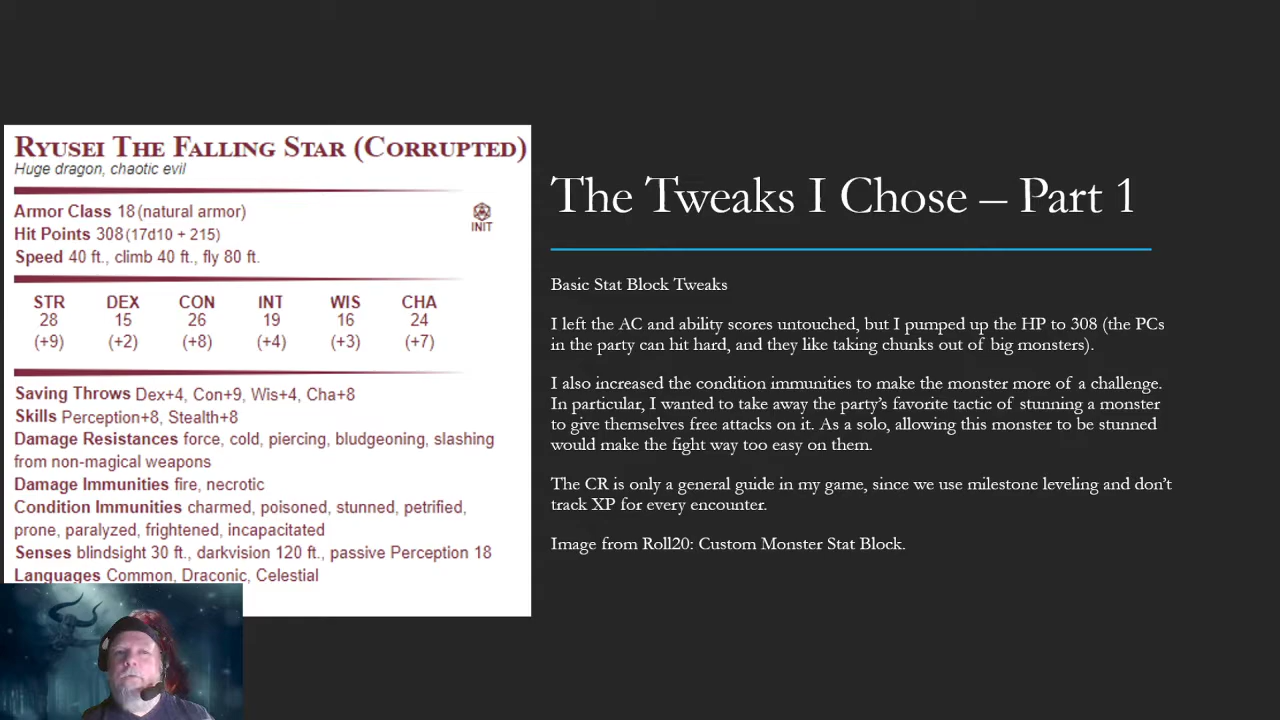 Ryusei The Falling Star (Corrupted)
Huge dragon, chaotic evil
Armor Class 18 (natural armor)
Hit Points 308 (17d10 + 215)
Speed 40 ft., climb 40 ft., fly 80 ft.
INIT
STR DEX CON INT WIS CHA
28 15 26 19 16 24
(+9) (+2) (+8) (+4) (+3) (+7)
Saving Throws Dex+4, Con+9, Wis+4, Cha+8
Skills Perception+8, Stealth+8
Damage Resistances force, cold, piercing, bludgeoning, slashing
from non-magical weapons
Damage Immunities fire, necrotic
Condition Immunities charmed, poisoned, stunned, petrified,
prone, paralyzed, frightened, incapacitated
Senses blindsight 30 ft., darkvision 120 ft., passive Perception 18
Languages Common, Draconic, Celestial
The Tweaks I Chose – Part 1
Basic Stat Block Tweaks
I left the AC and ability scores untouched, but I pumped up the HP to 308 (the PCs
in the party can hit hard, and they like taking chunks out of big monsters).
I also increased the condition immunities to make the monster more of a challenge.
In particular, I wanted to take away the party's favorite tactic of stunning a monster
to give themselves free attacks on it. As a solo, allowing this monster to be stunned
would make the fight way too easy on them.
The CR is only a general guide in my game, since we use milestone leveling and don't
track XP for every encounter.
Image from Roll20: Custom Monster Stat Block.